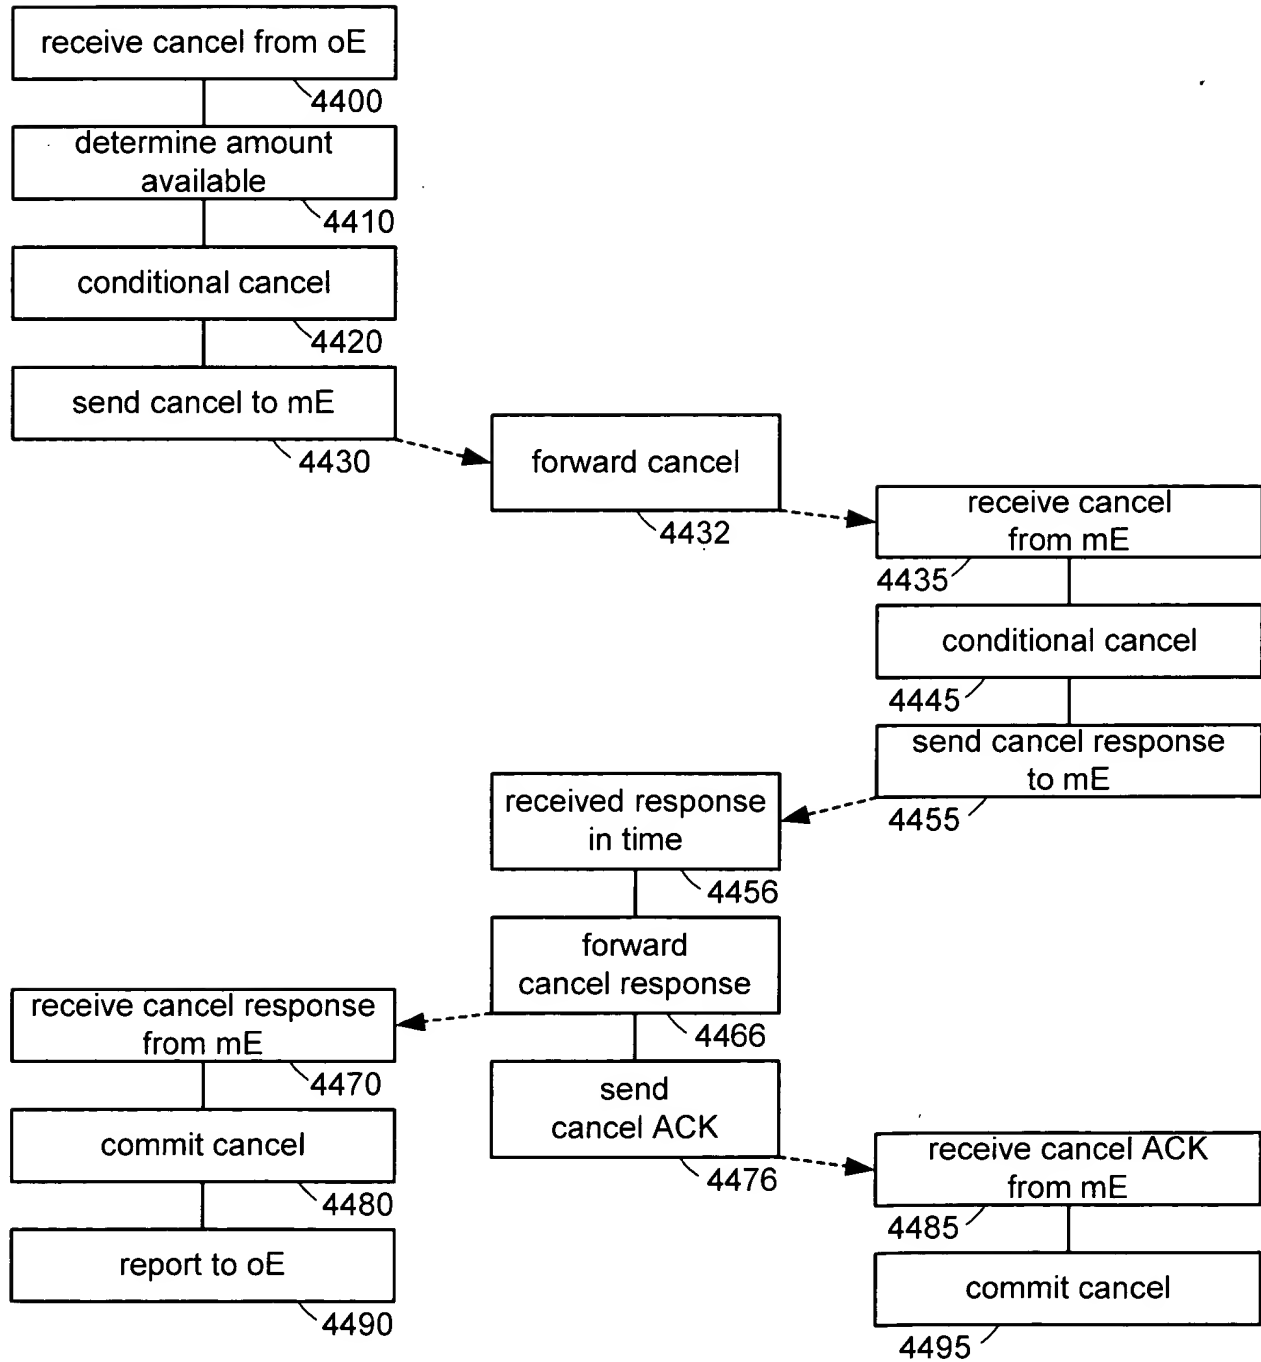 receive cancel from oE
4400
determine amount
available
4410
conditional cancel
4420
send cancel to mE
4430
forward cancel
4432
receive cancel
from mE
4435
conditional cancel
4445
send cancel response
to mE
4455
received response
in time
4456
forward
cancel response
4466
receive cancel response
from mE
4470
send
cancel ACK
4476
commit cancel
4480
receive cancel ACK
from mE
4485
report to oE
4490
commit cancel
4495